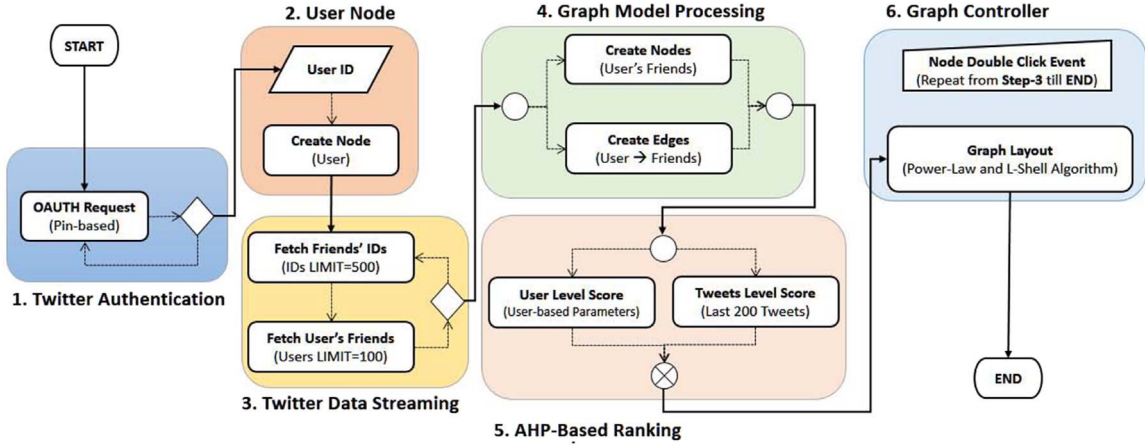 START
OAUTH Request
(Pin-based)
1. Twitter Authentication
2. User Node
User ID
Create Node
(User)
Fetch Friends' IDs
(IDs LIMIT=500)
Fetch User's Friends
(Users LIMIT=100)
3. Twitter Data Streaming
4. Graph Model Processing
Create Nodes
(User's Friends)
Create Edges
(User → Friends)
User Level Score
(User-based Parameters)
Tweets Level Score
(Last 200 Tweets)
5. AHP-Based Ranking
6. Graph Controller
Node Double Click Event
(Repeat from Step-3 till END)
Graph Layout
(Power-Law and L-Shell Algorithm)
END